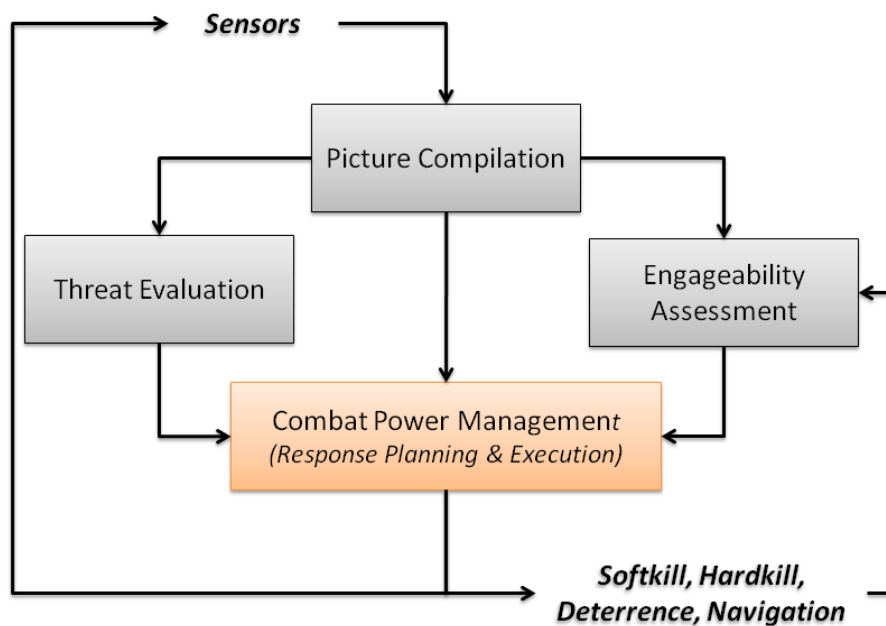 Sensors
Picture Compilation
Threat Evaluation
Engageability
Assessment
Combat Power Management
(Response Planning & Execution)
Softkill, Hardkill,
Deterrence, Navigation